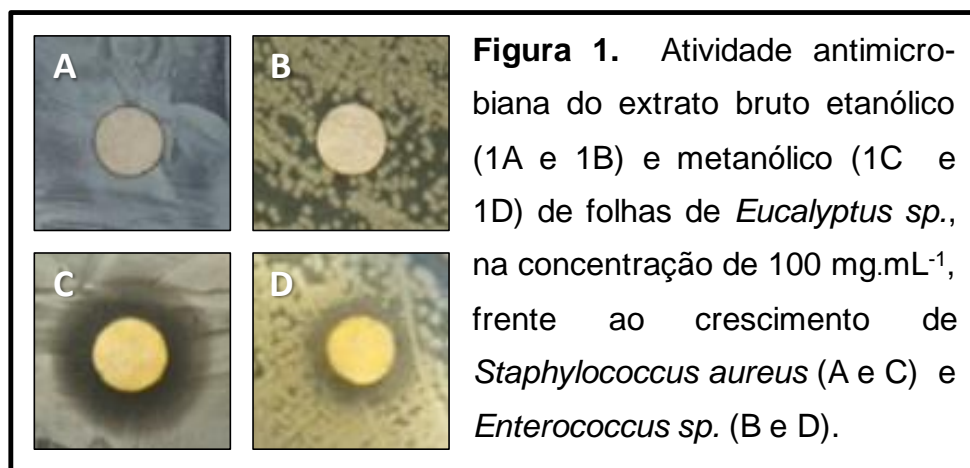 A
B
C
D
Figura 1. Atividade antimicro-
biana do extrato bruto etanólico
(1A e 1B) e metanólico (1C e
1D) de folhas de Eucalyptus sp.,
na concentração de 100 mg.mL-1,
frente ao crescimento de
Staphylococcus aureus (A e C) e
Enterococcus sp. (B e D).